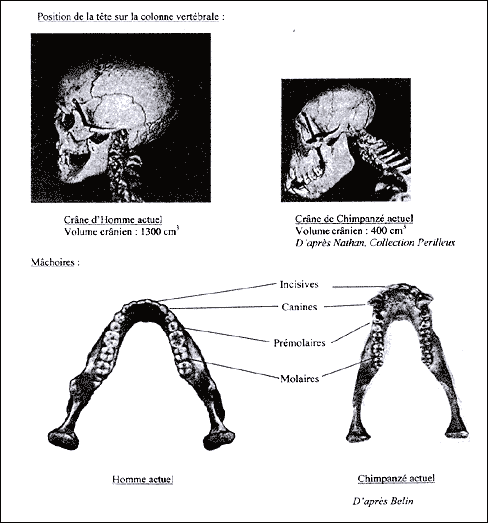 Position de la tête sur la colonne vertébrale :
Crâne d'Homme actuel
Volume crânien : 1300 cm³
Crâne de Chimpanzé actuel
Volume crânien : 400 cm³
D'après Nathan, Collection Perilleux
Mâchoires :
Incisives
Canines
Prémolaires
Molaires
Homme actuel
Chimpanzé actuel
D'après Belin